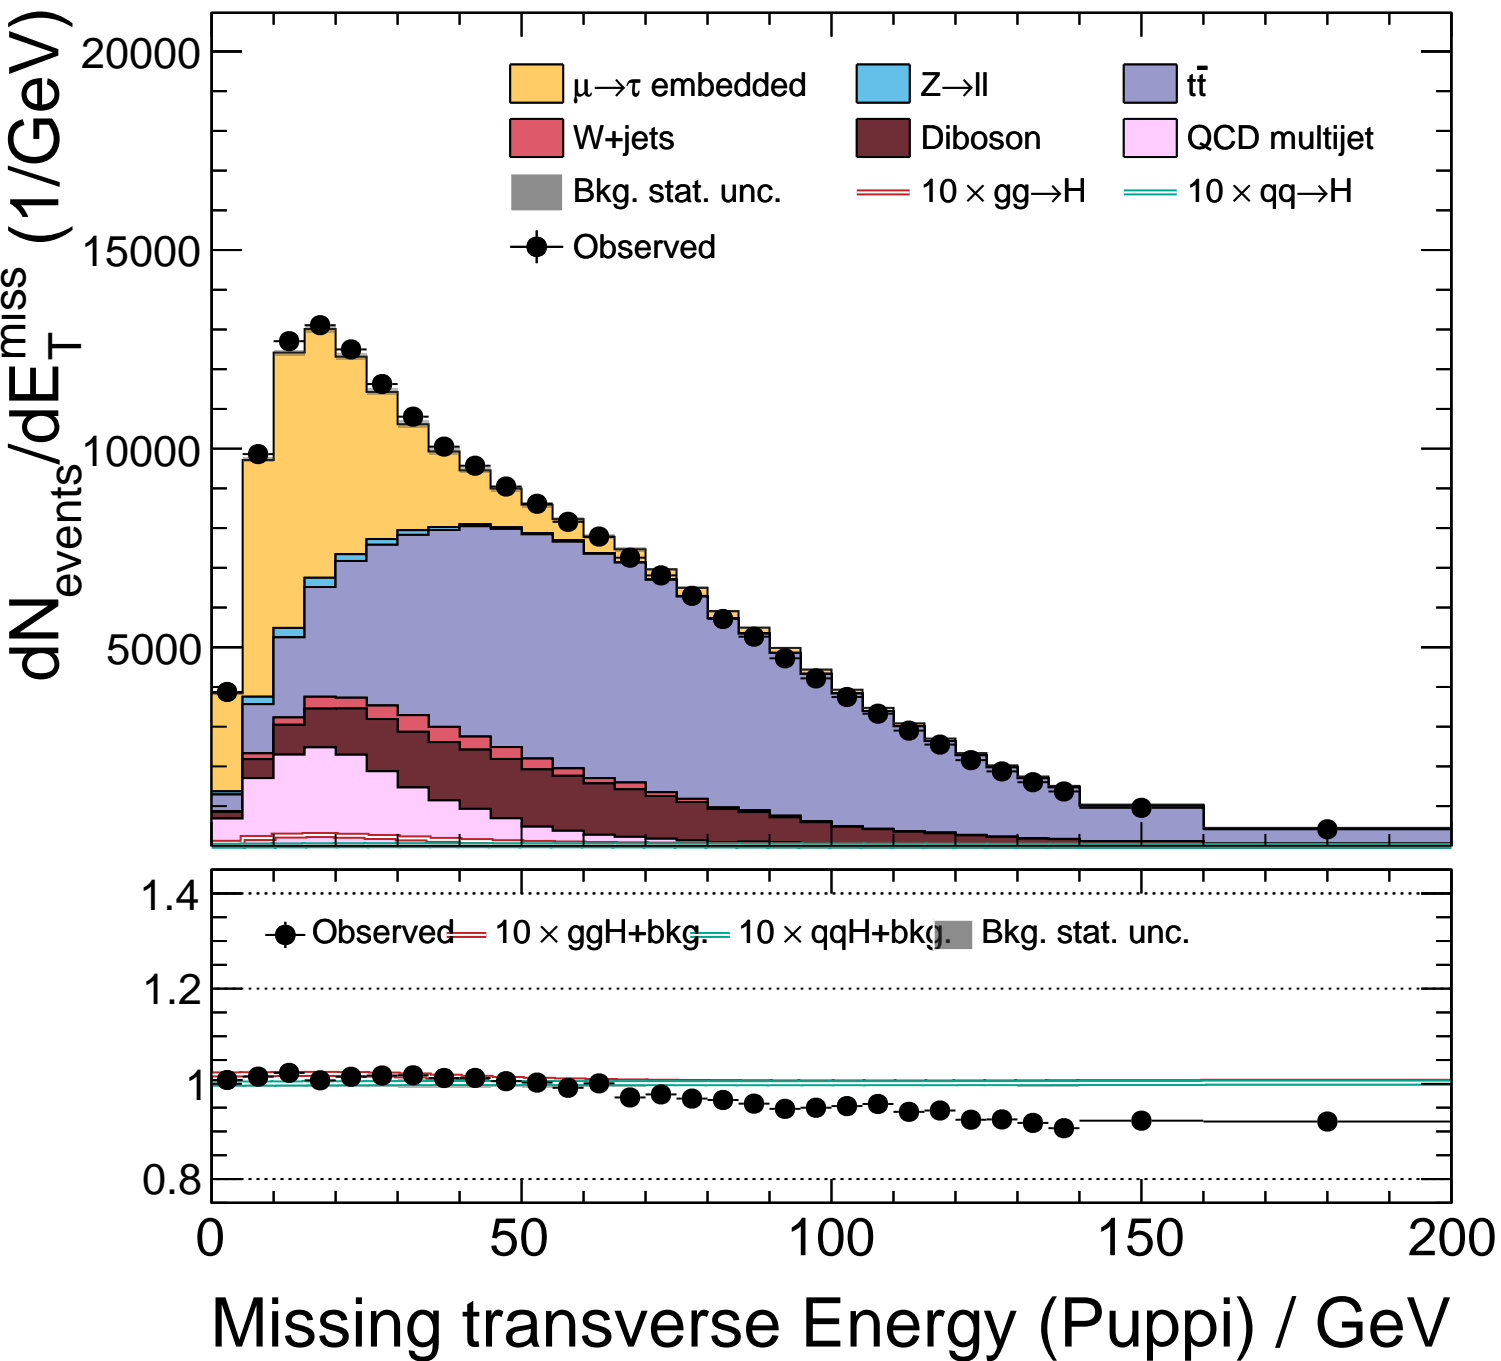 dN_events/dE_T^miss (1/GeV)
20000
15000
10000
5000
μ→τ embedded
Z→ll
tt̄
W+jets
Diboson
QCD multijet
Bkg. stat. unc.
10 × gg→H
10 × qq→H
Observed
1.4
1.2
1
0.8
Observed
10 × ggH+bkg.
10 × qqH+bkg.
Bkg. stat. unc.
0
50
100
150
200
Missing transverse Energy (Puppi) / GeV